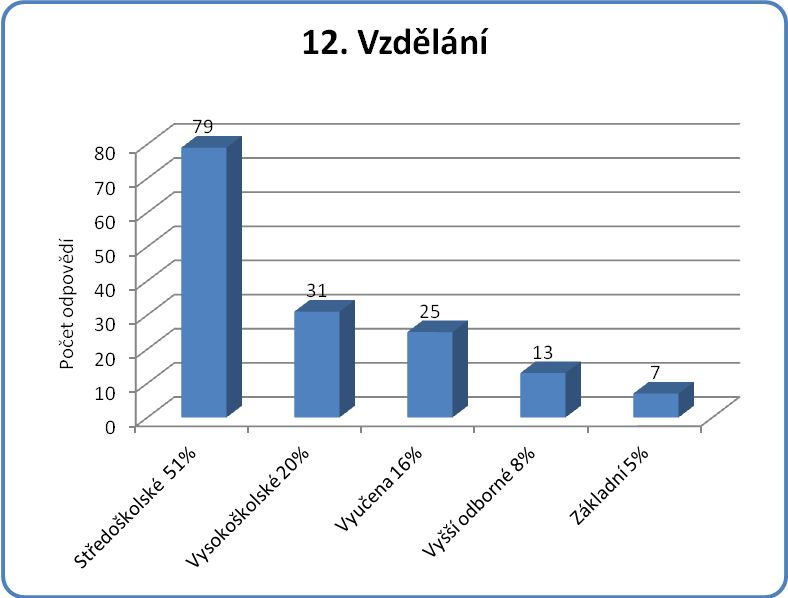 12. Vzdělání
Počet odpovědí
80
70
60
50
40
30
20
10
0
79
31
25
13
7
Středoškolské 51%
Vysokoškolské 20%
Vyučena 16%
Vyšší odborné 8%
Základní 5%